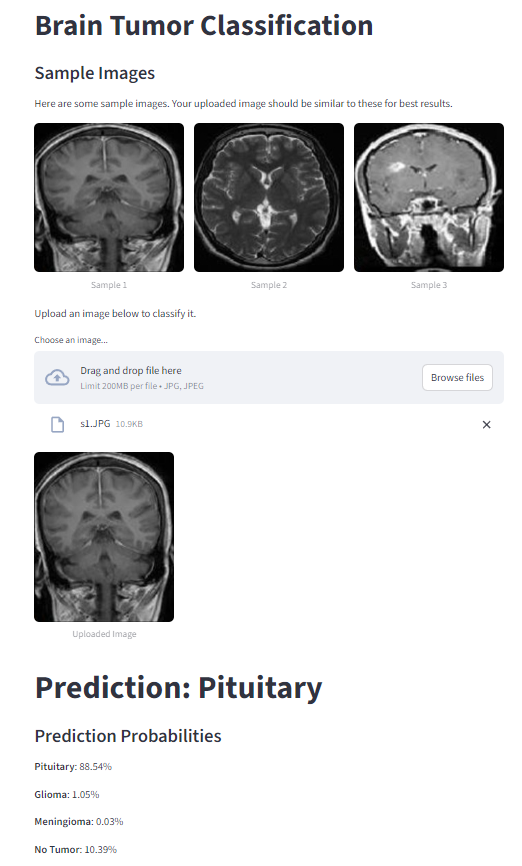 Brain Tumor Classification
Sample Images
Here are some sample images. Your uploaded image should be similar to these for best results.
Sample 1
Sample 2
Sample 3
Upload an image below to classify it.
Choose an image...
Drag and drop file here
Limit 200MB per file • JPG, JPEG
Browse files
s1.JPG 10.9KB
Uploaded Image
Prediction: Pituitary
Prediction Probabilities
Pituitary: 88.54%
Glioma: 1.05%
Meningioma: 0.03%
No Tumor: 10.39%